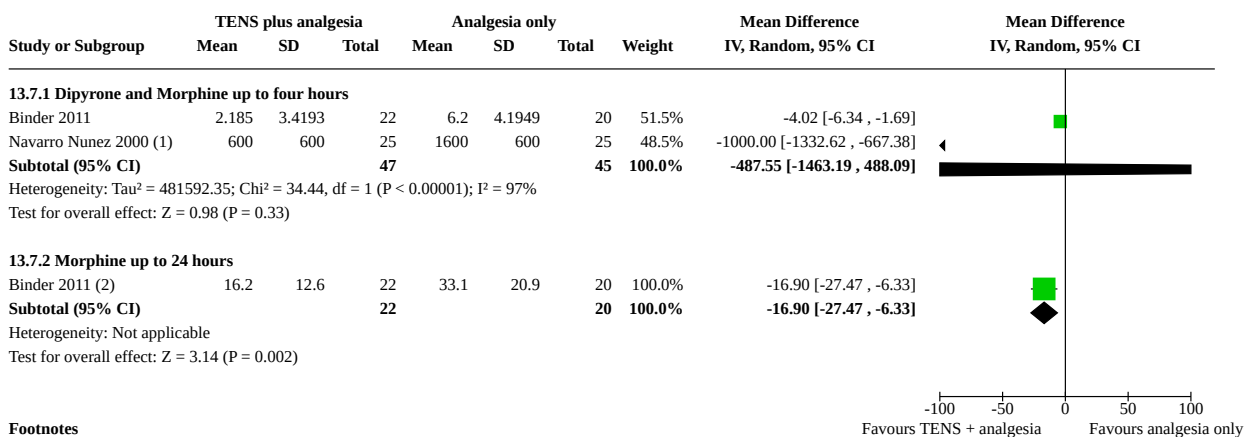 TENS plus analgesia Analgesia only Mean Difference Mean Difference
Study or Subgroup Mean SD Total Mean SD Total Weight IV, Random, 95% CI IV, Random, 95% CI
13.7.1 Dipyrone and Morphine up to four hours
Binder 2011 2.185 3.4193 22 6.2 4.1949 20 51.5% -4.02 [-6.34 , -1.69]
Navarro Nunez 2000 (1) 600 600 25 1600 600 25 48.5% -1000.00 [-1332.62 , -667.38]
Subtotal (95% CI) 47 45 100.0% -487.55 [-1463.19 , 488.09]
Heterogeneity: Tau² = 481592.35; Chi² = 34.44, df = 1 (P < 0.00001); I² = 97%
Test for overall effect: Z = 0.98 (P = 0.33)
13.7.2 Morphine up to 24 hours
Binder 2011 (2) 16.2 12.6 22 33.1 20.9 20 100.0% -16.90 [-27.47 , -6.33]
Subtotal (95% CI) 22 20 100.0% -16.90 [-27.47 , -6.33]
Heterogeneity: Not applicable
Test for overall effect: Z = 3.14 (P = 0.002)
-100 -50 0 50 100
Footnotes Favours TENS + analgesia Favours analgesia only